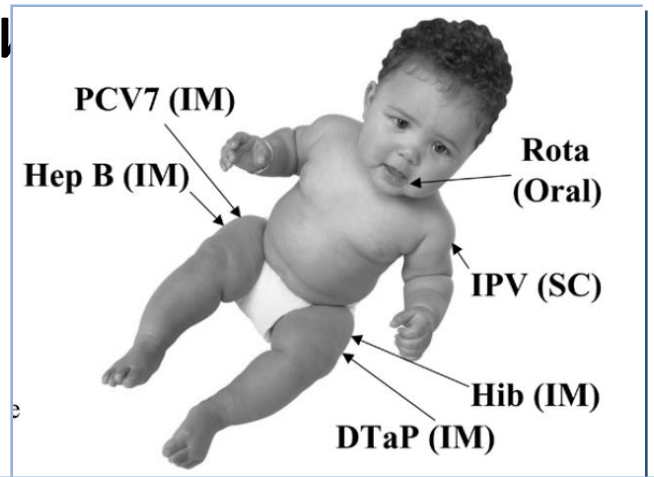 PCV7 (IM)
Hep B (IM)
Rota
(Oral)
IPV (SC)
Hib (IM)
DTaP (IM)
e